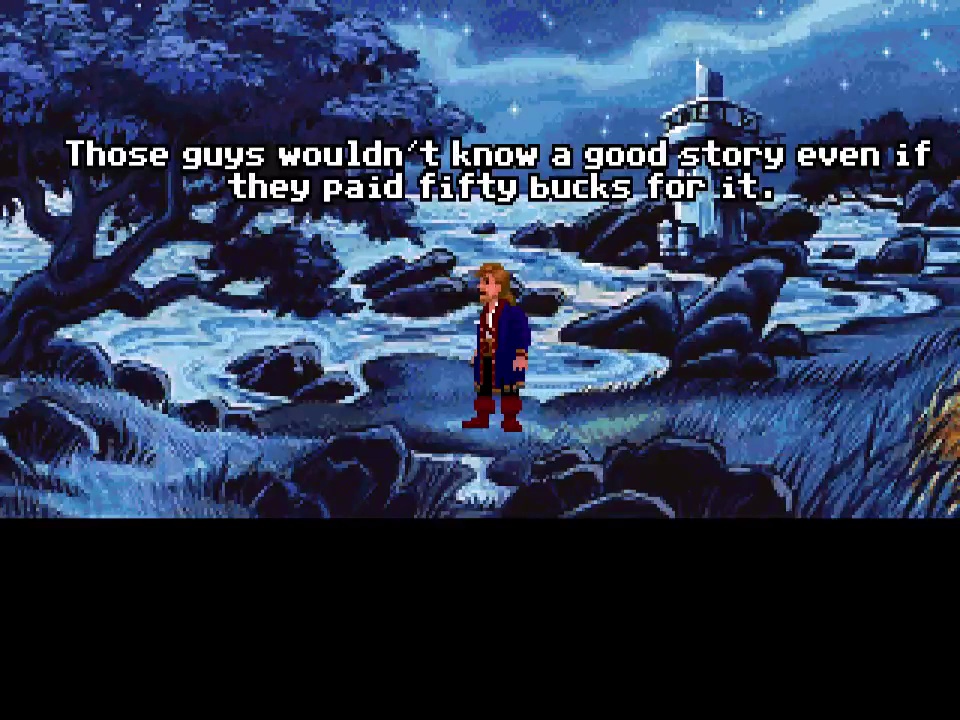 Those guys wouldn't know a good story even if
they paid fifty bucks for it.